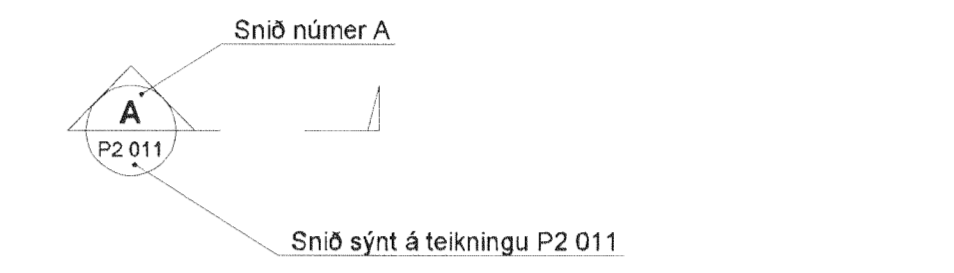 Snið númer A
A
P2 011
Snið sýnt á teikningu P2 011